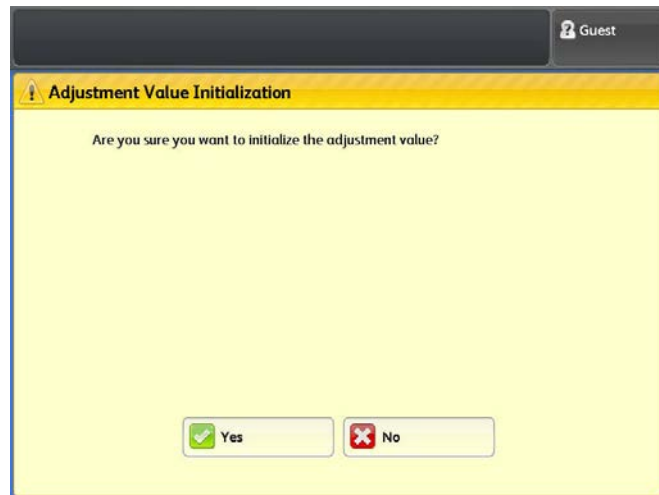 Guest
Adjustment Value Initialization
Are you sure you want to initialize the adjustment value?
Yes
No